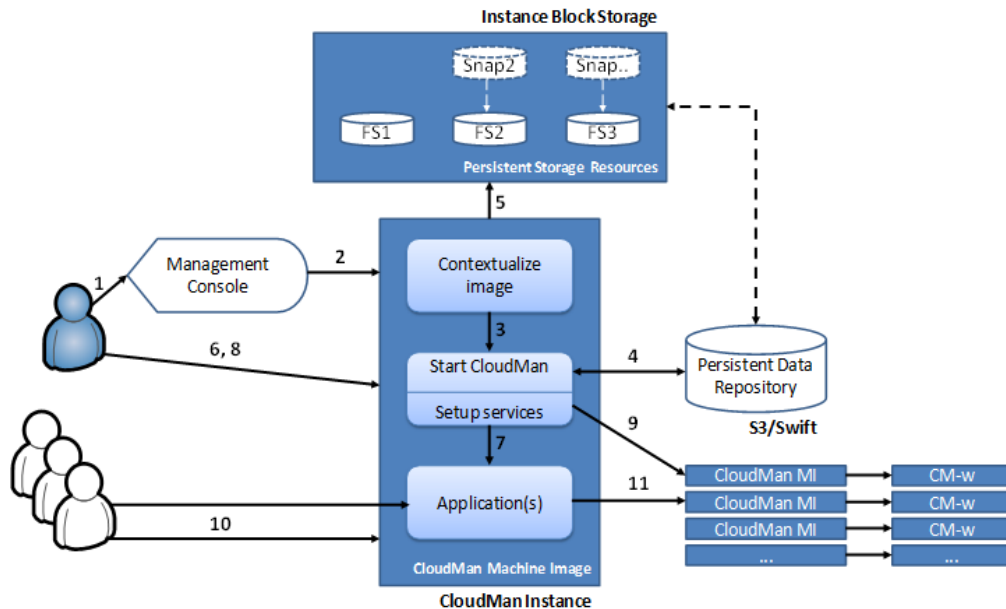 Instance Block Storage
Snap2
Snap..
FS1
FS2
FS3
Persistent Storage Resources
5
Management
Console
1
2
Contextualize
image
3
6, 8
Start CloudMan
Setup services
4
Persistent Data
Repository
S3/Swift
9
7
Application(s)
10
11
CloudMan MI
CM-w
CloudMan MI
CM-w
CloudMan MI
CM-w
...
...
CloudMan Machine Image
CloudMan Instance